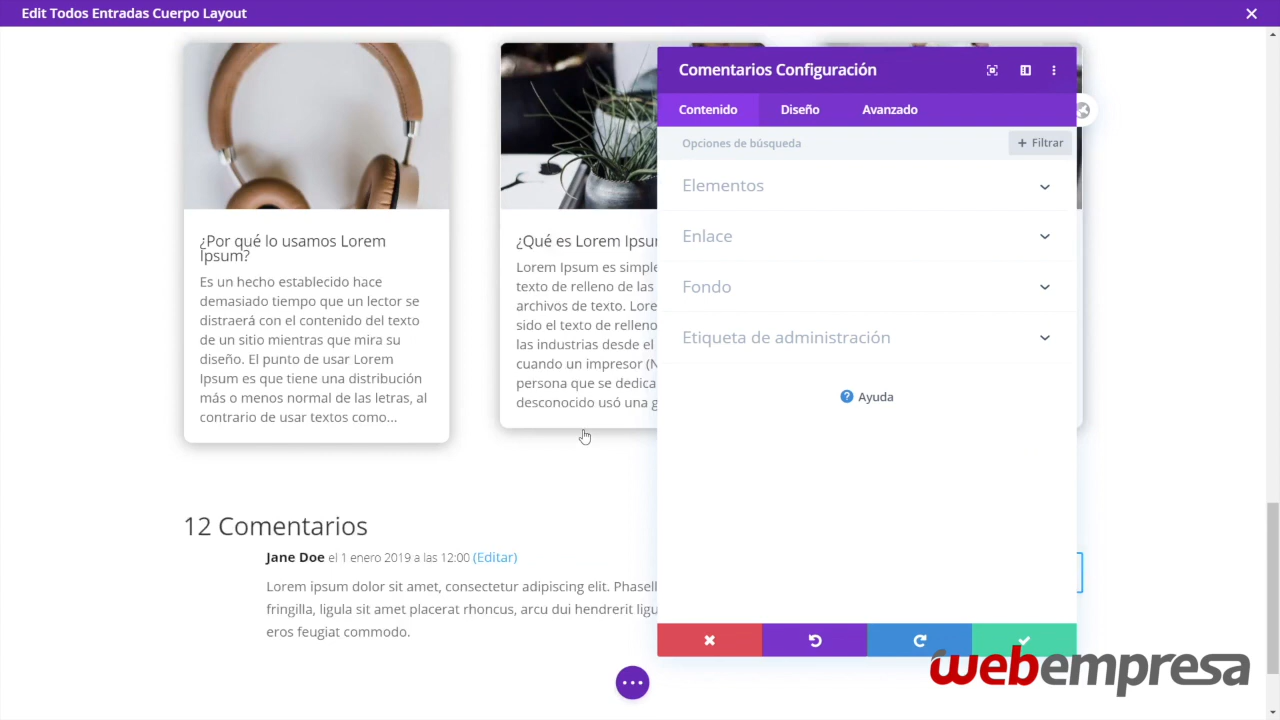 Edit Todos Entradas Cuerpo Layout
¿Por qué lo usamos Lorem
Ipsum?
Es un hecho establecido hace
demasiado tiempo que un lector se
distraerá con el contenido del texto
de un sitio mientras que mira su
diseño. El punto de usar Lorem
Ipsum es que tiene una distribución
más o menos normal de las letras, al
contrario de usar textos como...
¿Qué es Lorem
Lorem Ipsum es
texto de relleno de las
archivos de texto.
sido el texto de relleno
las industrias desde el
cuando un impresor (N
persona que se dedica
desconocido usó una
Comentarios Configuración
Contenido Diseño Avanzado
Opciones de búsqueda + Filtrar
Elementos
Enlace
Fondo
Etiqueta de administración
? Ayuda
12 Comentarios
Jane Doe el 1 enero 2019 a las 12:00 (Editar)
Lorem ipsum dolor sit amet, consectetur adipiscing elit.
fringilla, ligula sit amet placerat rhoncus, arcu dui hendrerit
eros feugiat commodo.
webempresa